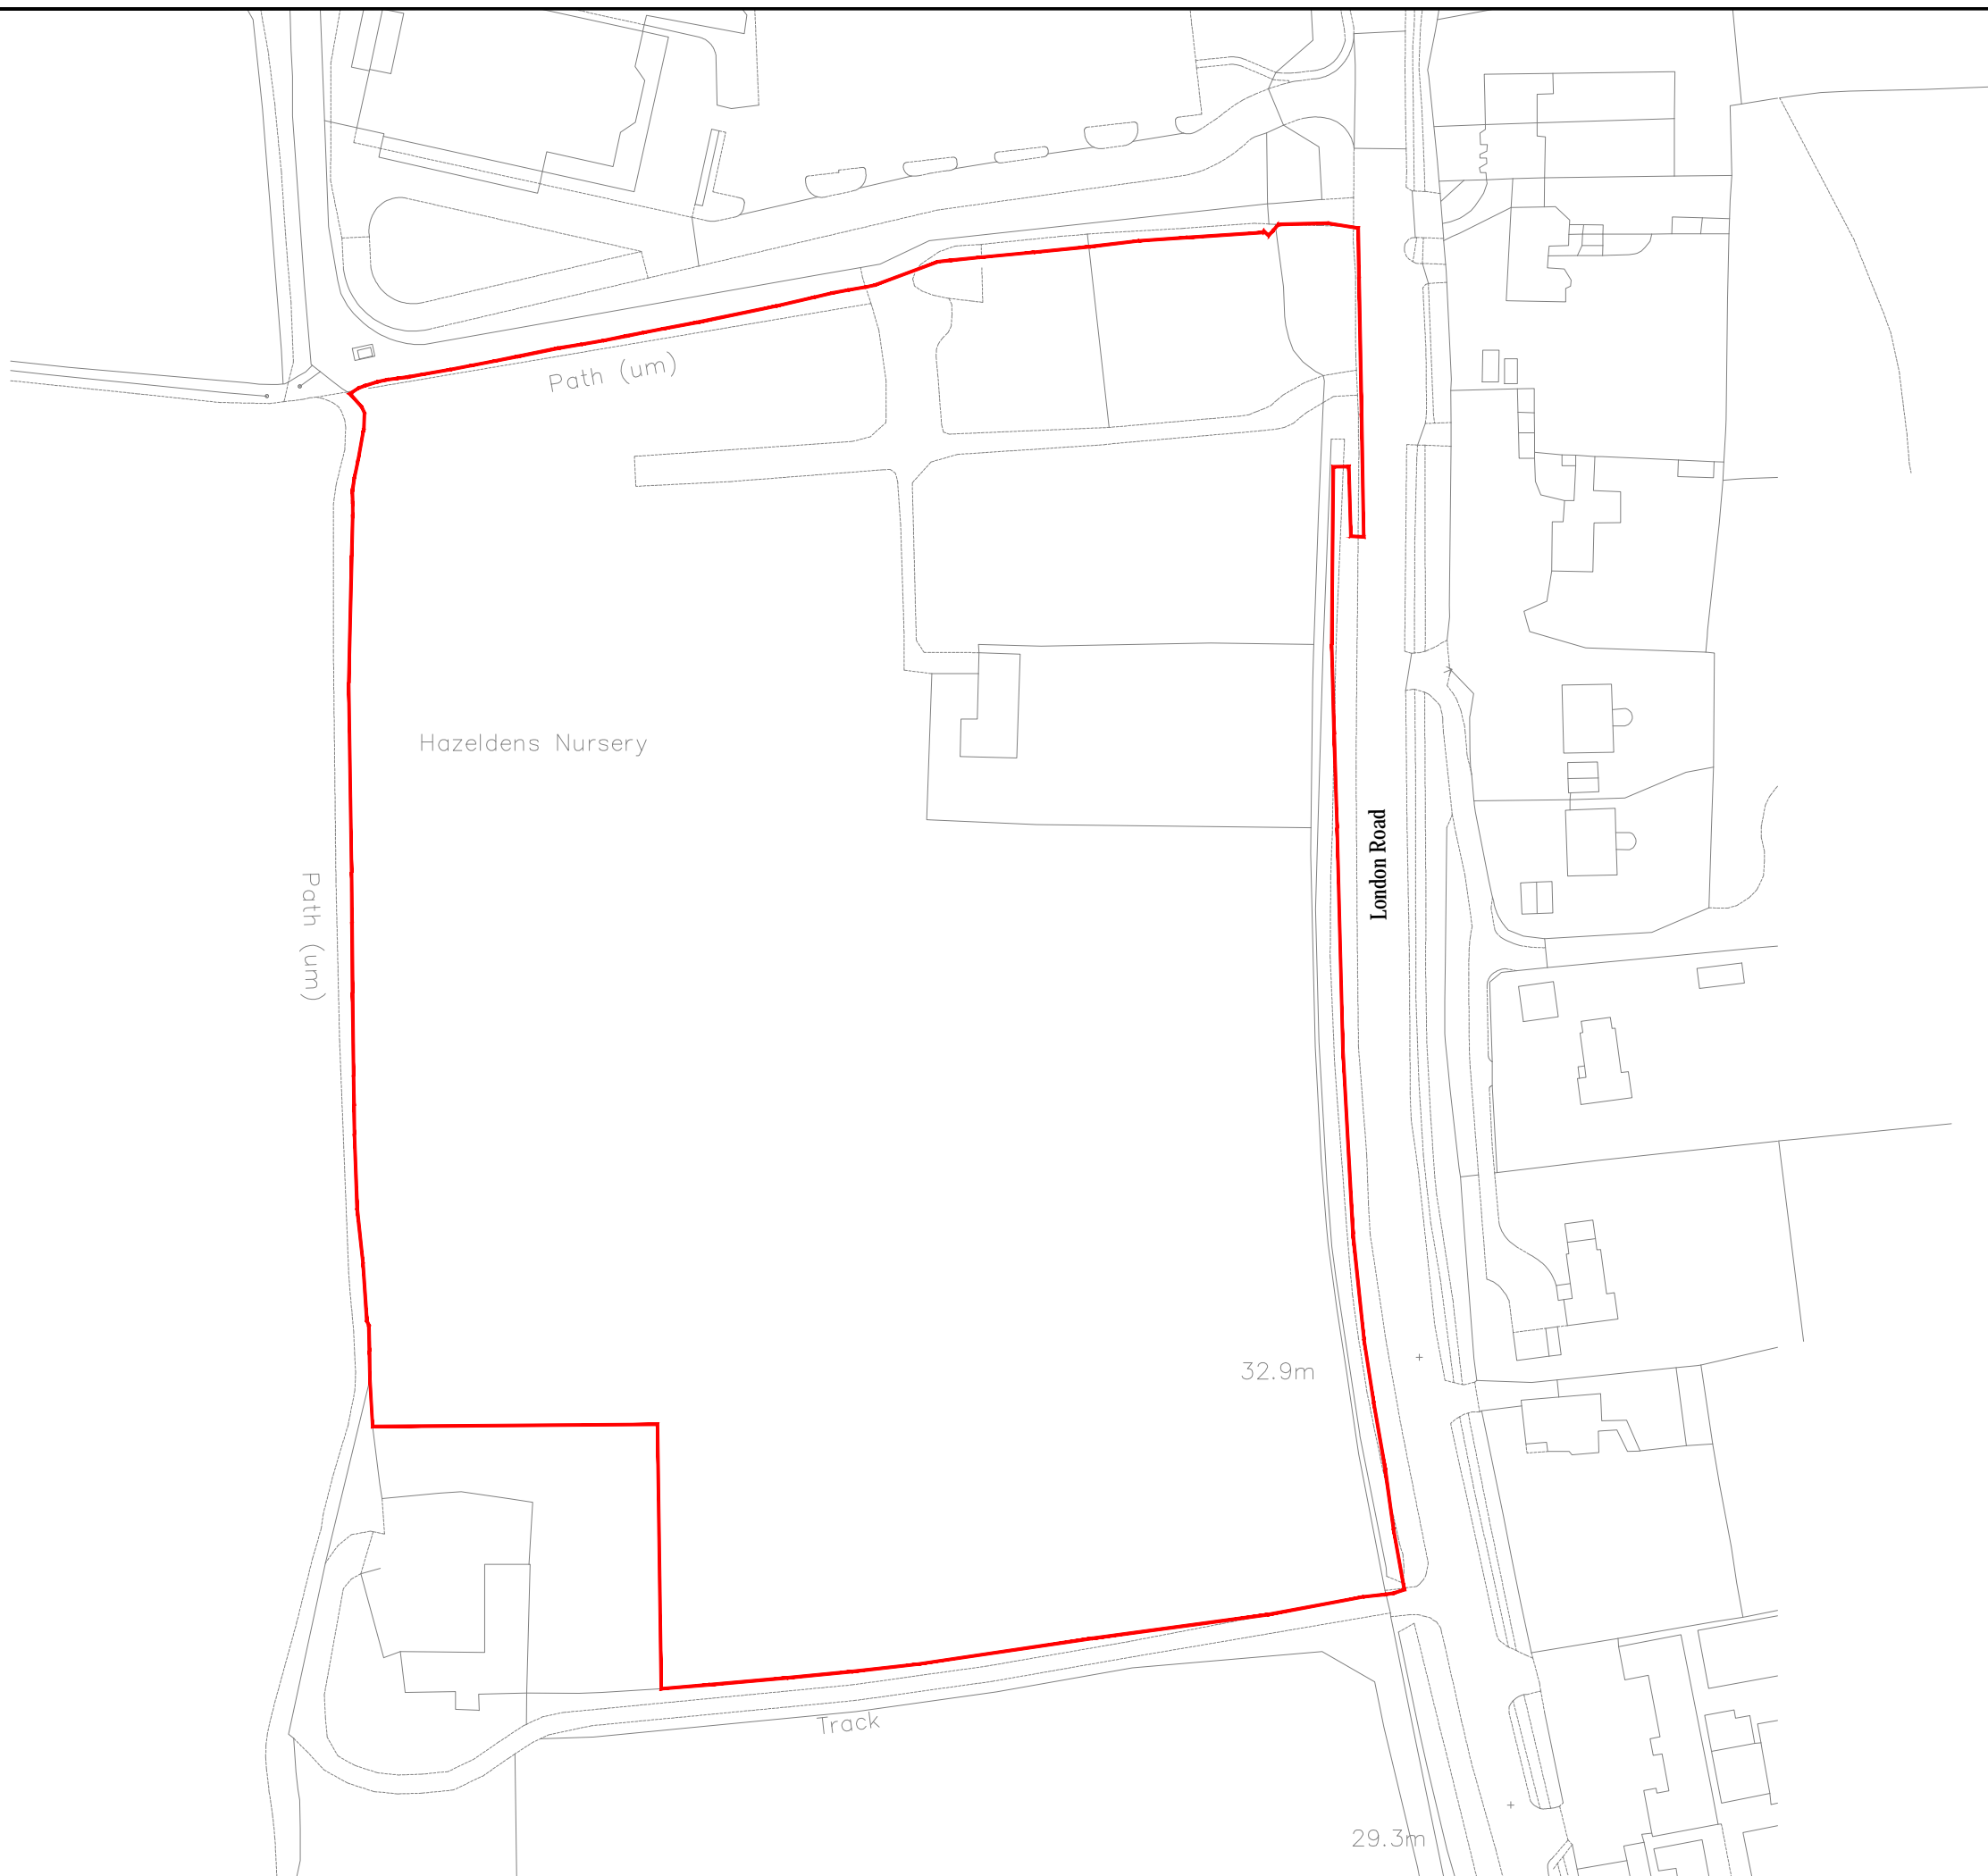 Path (um)
Hazeldens Nursery
London Road
Path (um)
32.9m
Track
29.3m